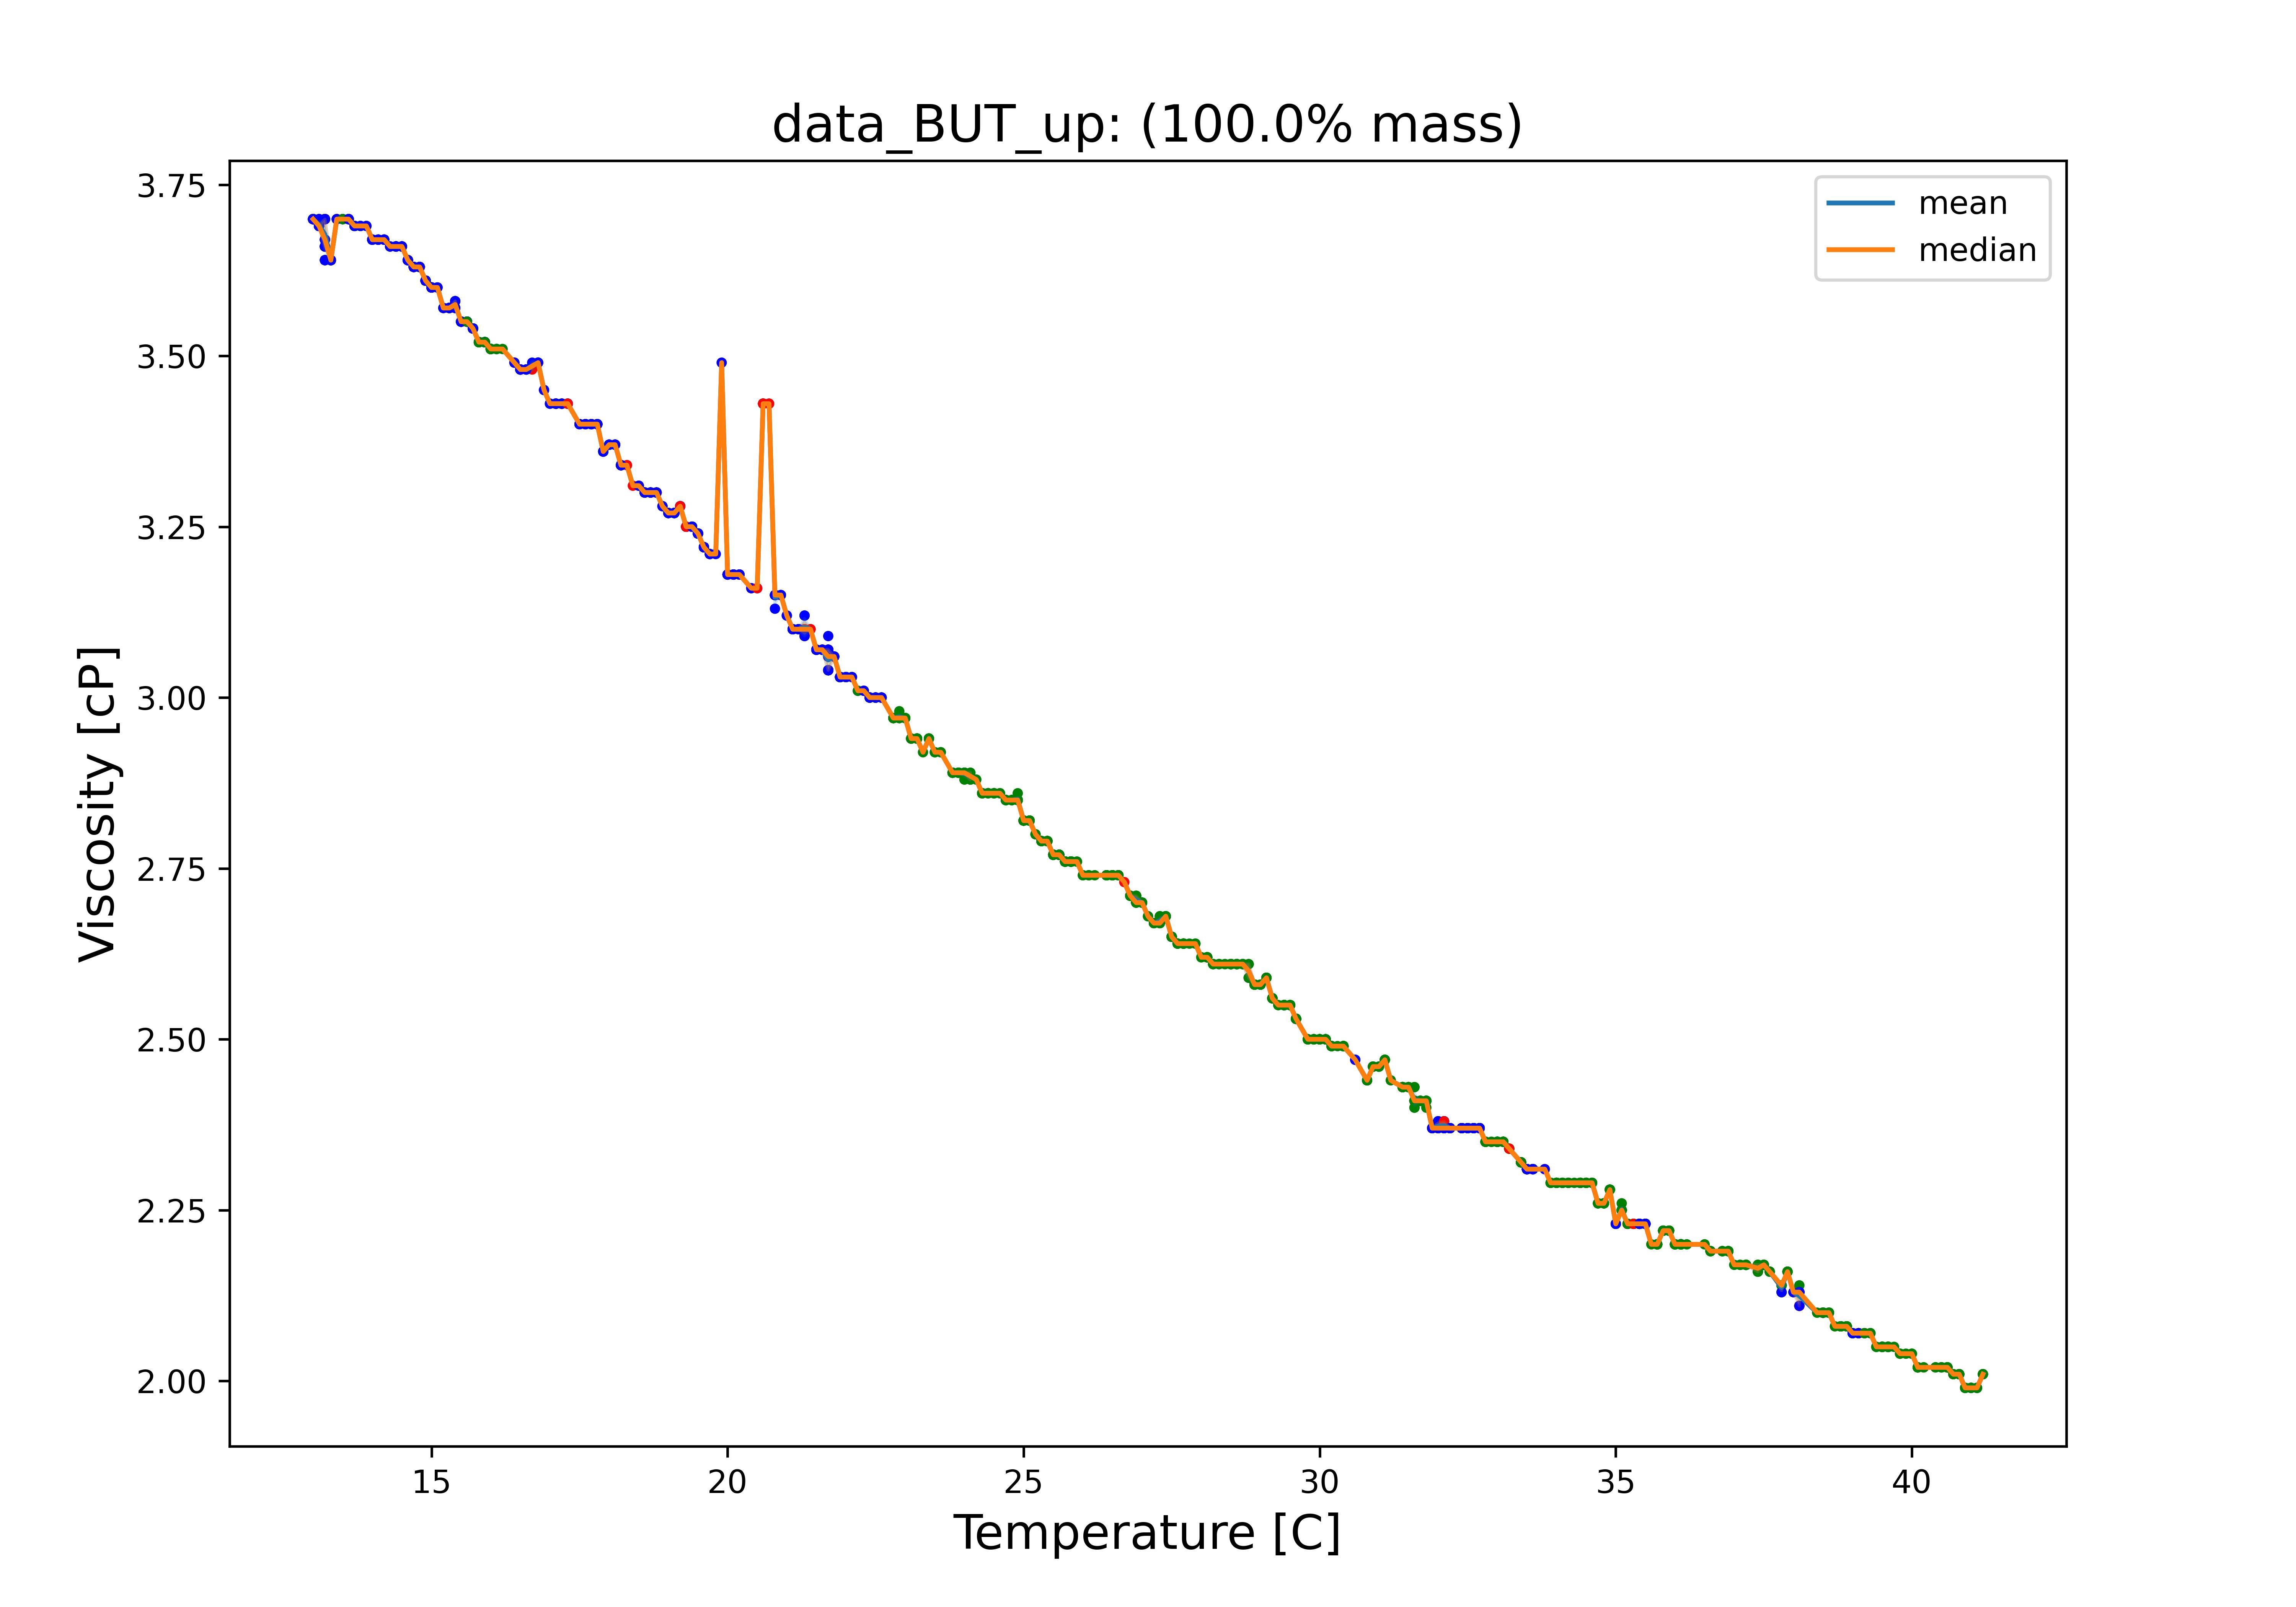 data_BUT_up: (100.0% mass)
mean
median
3.75
3.50
3.25
3.00
2.75
2.50
2.25
2.00
Viscosity [cP]
15 20 25 30 35 40
Temperature [C]